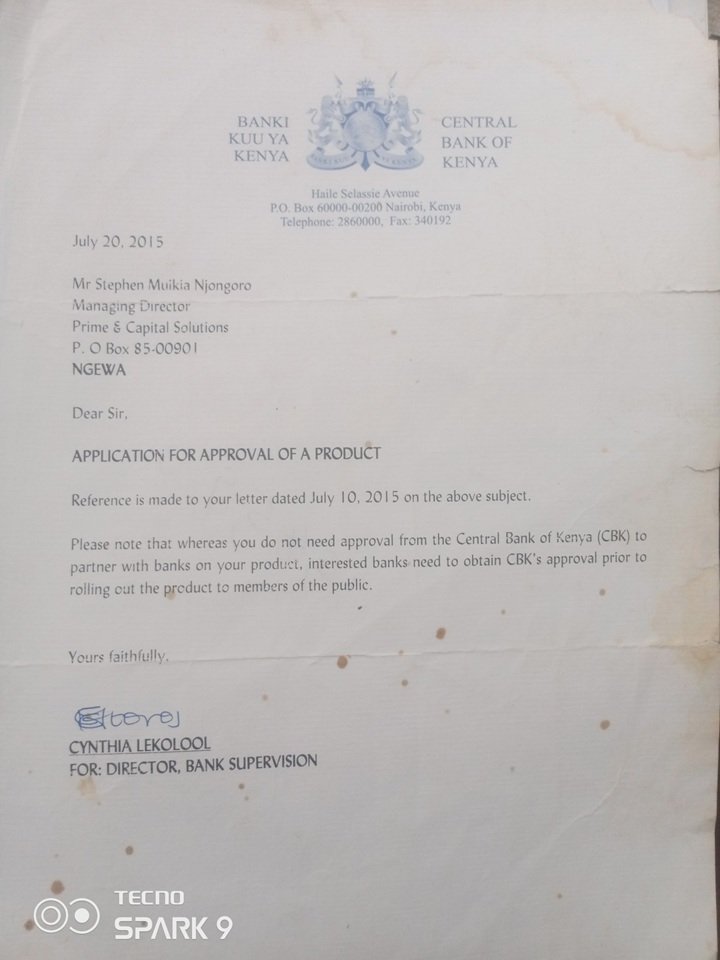 BANKI
KUU YA
KENYA
CENTRAL
BANK OF
KENYA
Haile Selassie Avenue
P.O. Box 60000-00200 Nairobi, Kenya
Telephone: 2860000, Fax: 340192
July 20, 2015
Mr Stephen Muikia Njongoro
Managing Director
Prime & Capital Solutions
P. O Box 85-00901
NGEWA
Dear Sir,
APPLICATION FOR APPROVAL OF A PRODUCT
Reference is made to your letter dated July 10, 2015 on the above subject.
Please note that whereas you do not need approval from the Central Bank of Kenya (CBK) to
partner with banks on your product, interested banks need to obtain CBK's approval prior to
rolling out the product to members of the public.
Yours faithfully,
CYNTHIA LEKOLOOL
FOR: DIRECTOR, BANK SUPERVISION
TECNO
SPARK 9